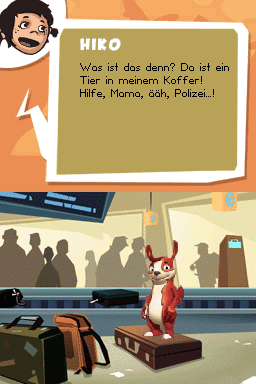 HIKO
Was ist das denn? Da ist ein
Tier in meinem Koffer!
Hilfe, Mama, ääh, Polizei...!